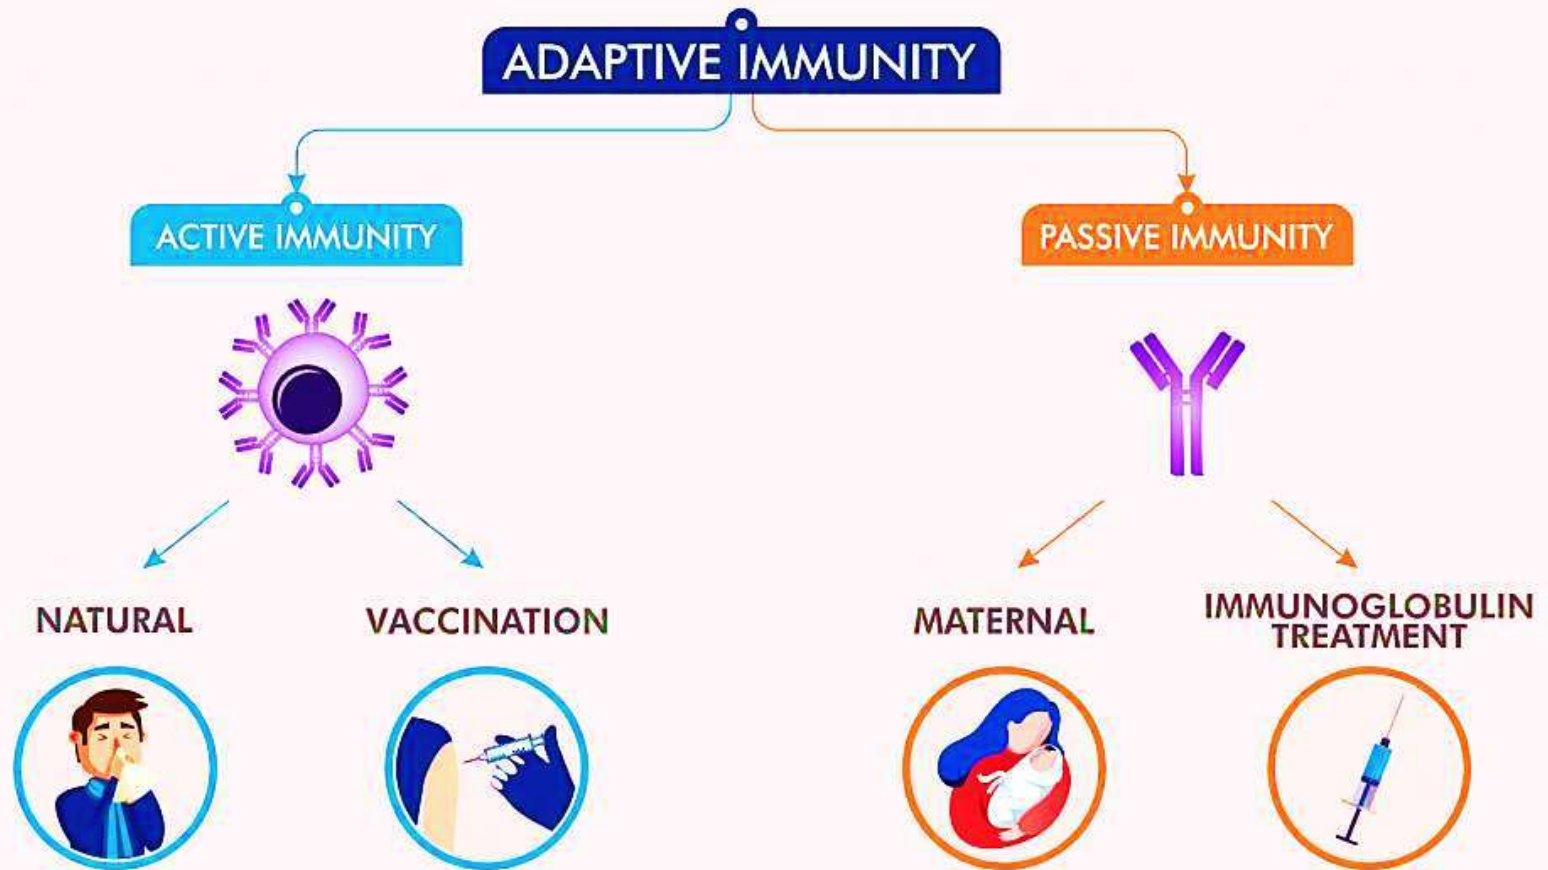 ADAPTIVE IMMUNITY
ACTIVE IMMUNITY
PASSIVE IMMUNITY
NATURAL
VACCINATION
MATERNAL
IMMUNOGLOBULIN
TREATMENT